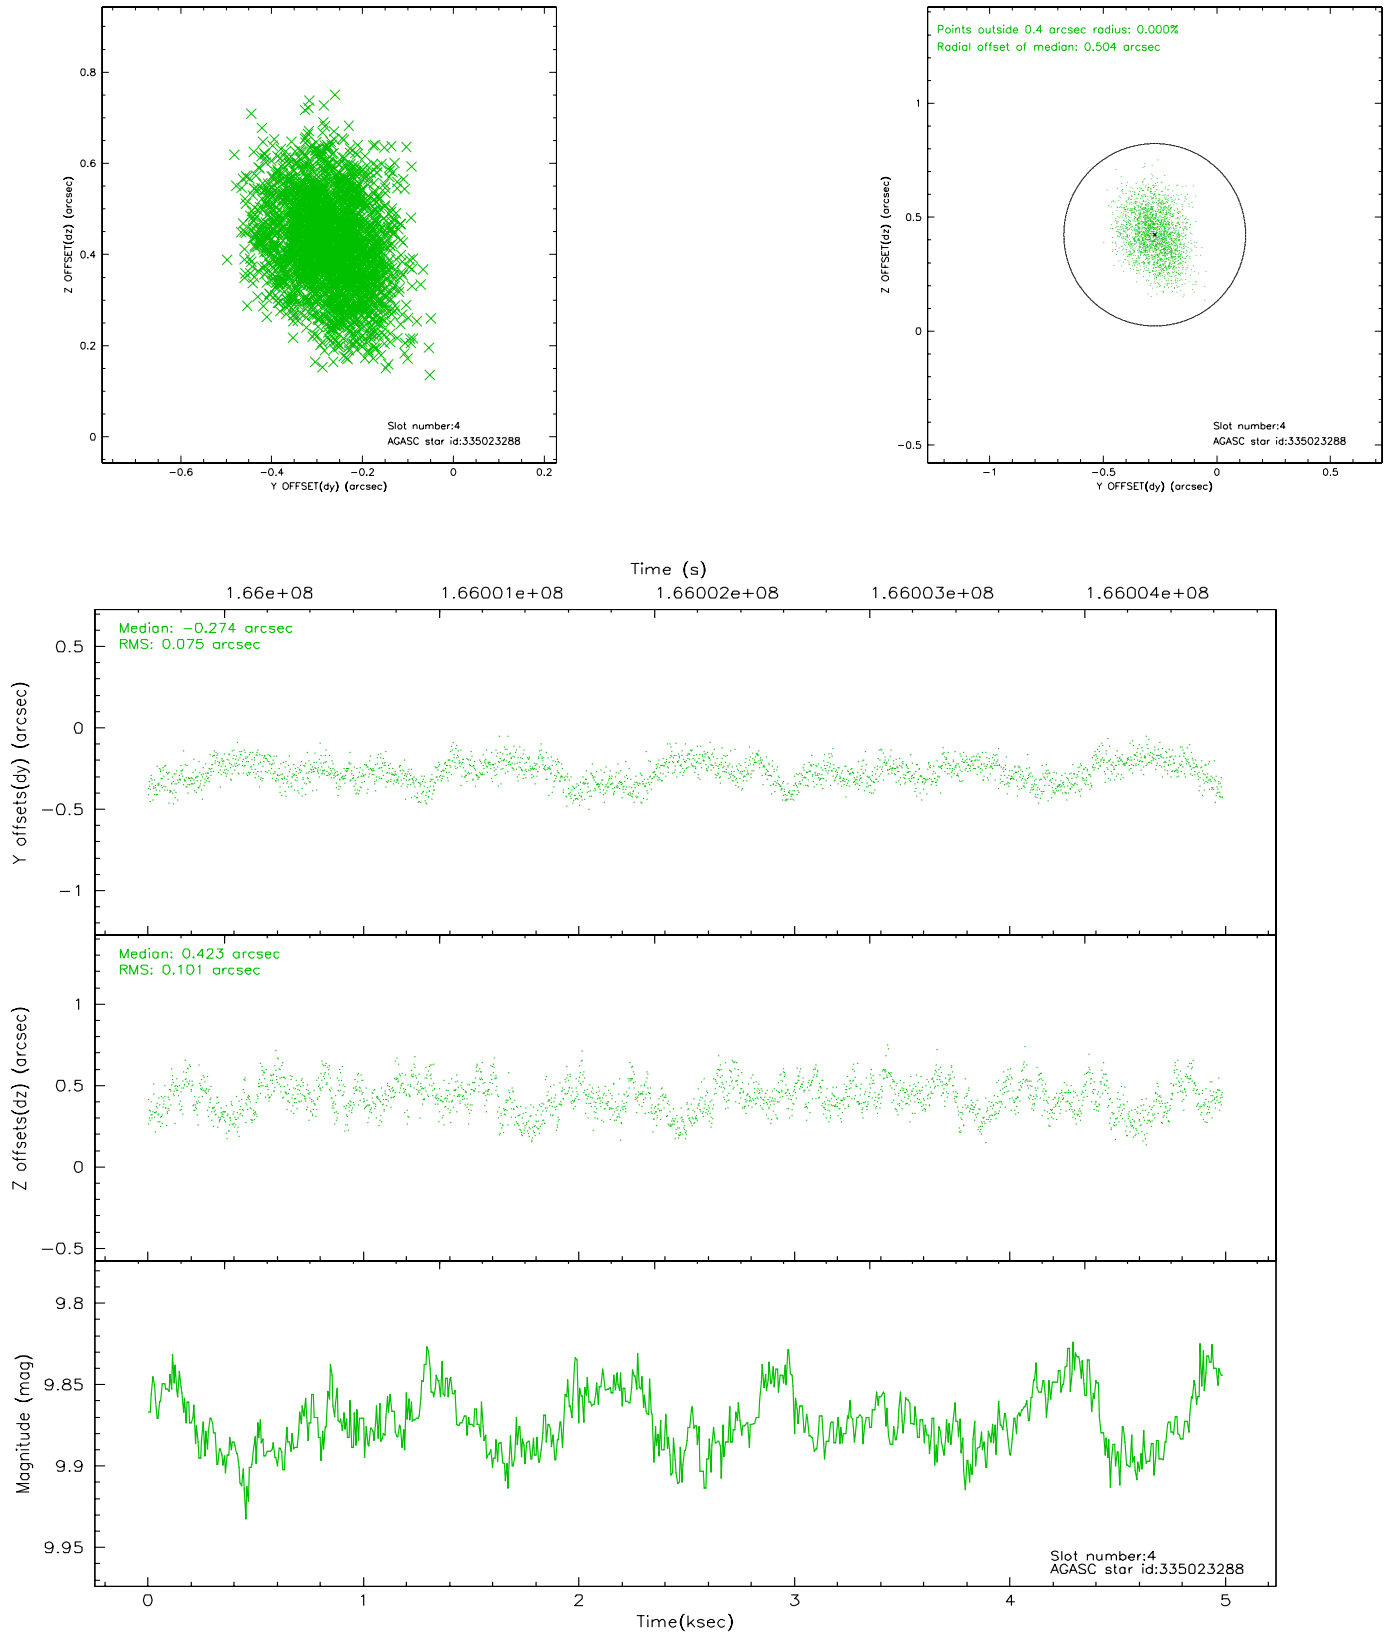 0.8
0.6
0.4
0.2
0
Z OFFSET(dz) (arcsec)
Slot number:4
AGASC star id:335023288
−0.6
−0.4
−0.2
0
0.2
Y OFFSET(dy) (arcsec)
Points outside 0.4 arcsec radius: 0.000%
Radial offset of median: 0.504 arcsec
1
0.5
0
−0.5
Z OFFSET(dz) (arcsec)
Slot number:4
AGASC star id:335023288
−1
−0.5
0
0.5
Y OFFSET(dy) (arcsec)
Time (s)
1.66e+08
1.66001e+08
1.66002e+08
1.66003e+08
1.66004e+08
Median: −0.274 arcsec
RMS: 0.075 arcsec
0.5
0
−0.5
−1
Y offsets(dy) (arcsec)
Median: 0.423 arcsec
RMS: 0.101 arcsec
1
0.5
0
−0.5
Z offsets(dz) (arcsec)
9.8
9.85
9.9
9.95
Magnitude (mag)
Slot number:4
AGASC star id:335023288
0
1
2
3
4
5
Time(ksec)